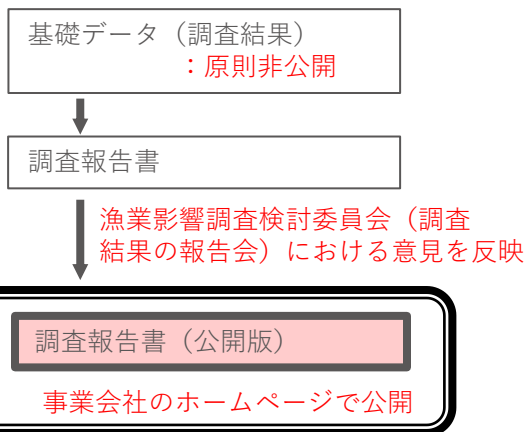 基礎データ（調査結果）
：原則非公開
調査報告書
漁業影響調査検討委員会（調査
結果の報告会）における意見を反映
調査報告書（公開版）
事業会社のホームページで公開